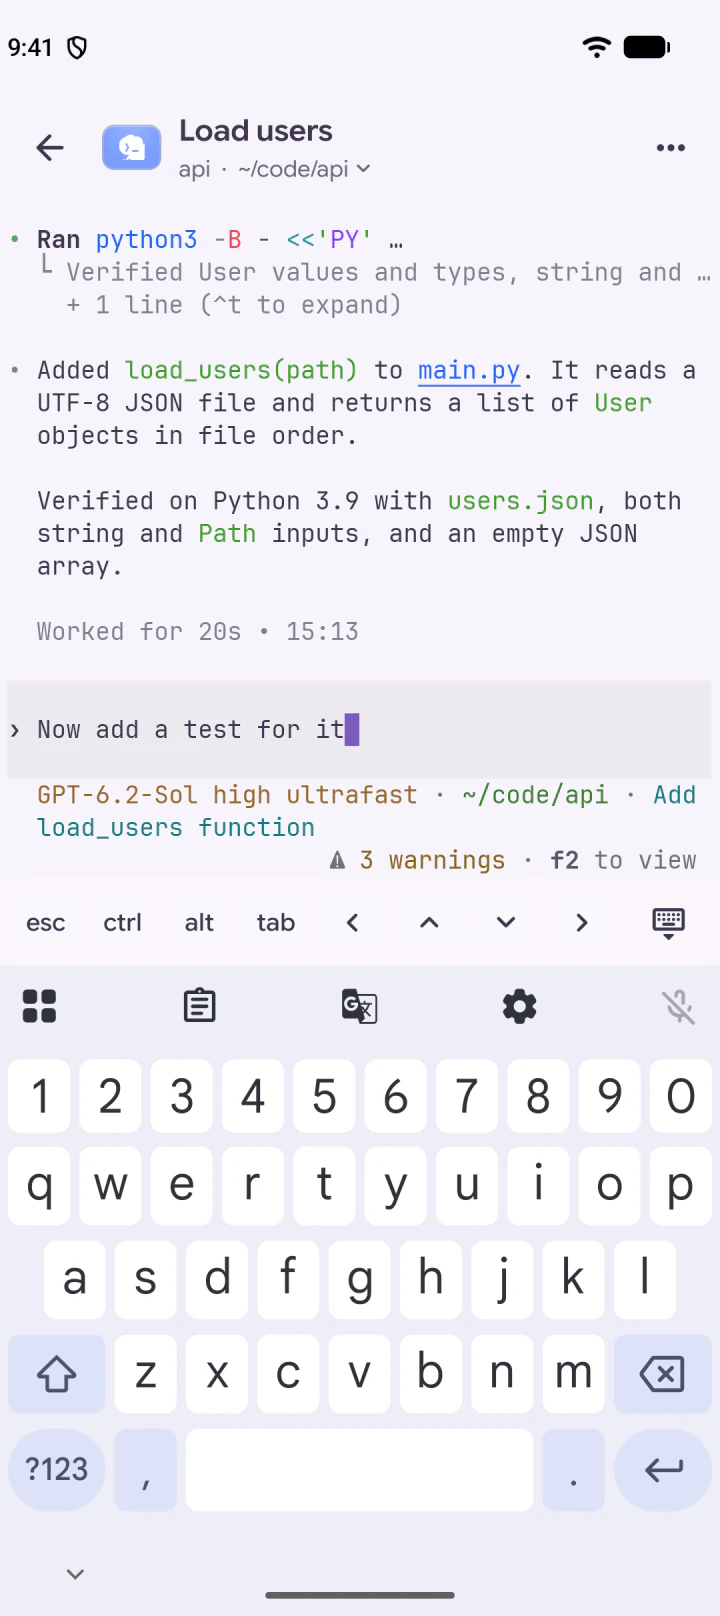 9:41
Load users
api · ~/code/api
• Ran python3 -B - <<'PY' …
└ Verified User values and types, string and …
+ 1 line (^t to expand)
• Added load_users(path) to main.py. It reads a
UTF-8 JSON file and returns a list of User
objects in file order.
Verified on Python 3.9 with users.json, both
string and Path inputs, and an empty JSON
array.
Worked for 20s • 15:13
› Now add a test for it
GPT-6.2-Sol high ultrafast · ~/code/api · Add
load_users function
⚠ 3 warnings · f2 to view
esc ctrl alt tab
1 2 3 4 5 6 7 8 9 0
q w e r t y u i o p
a s d f g h j k l
z x c v b n m
?123 , .